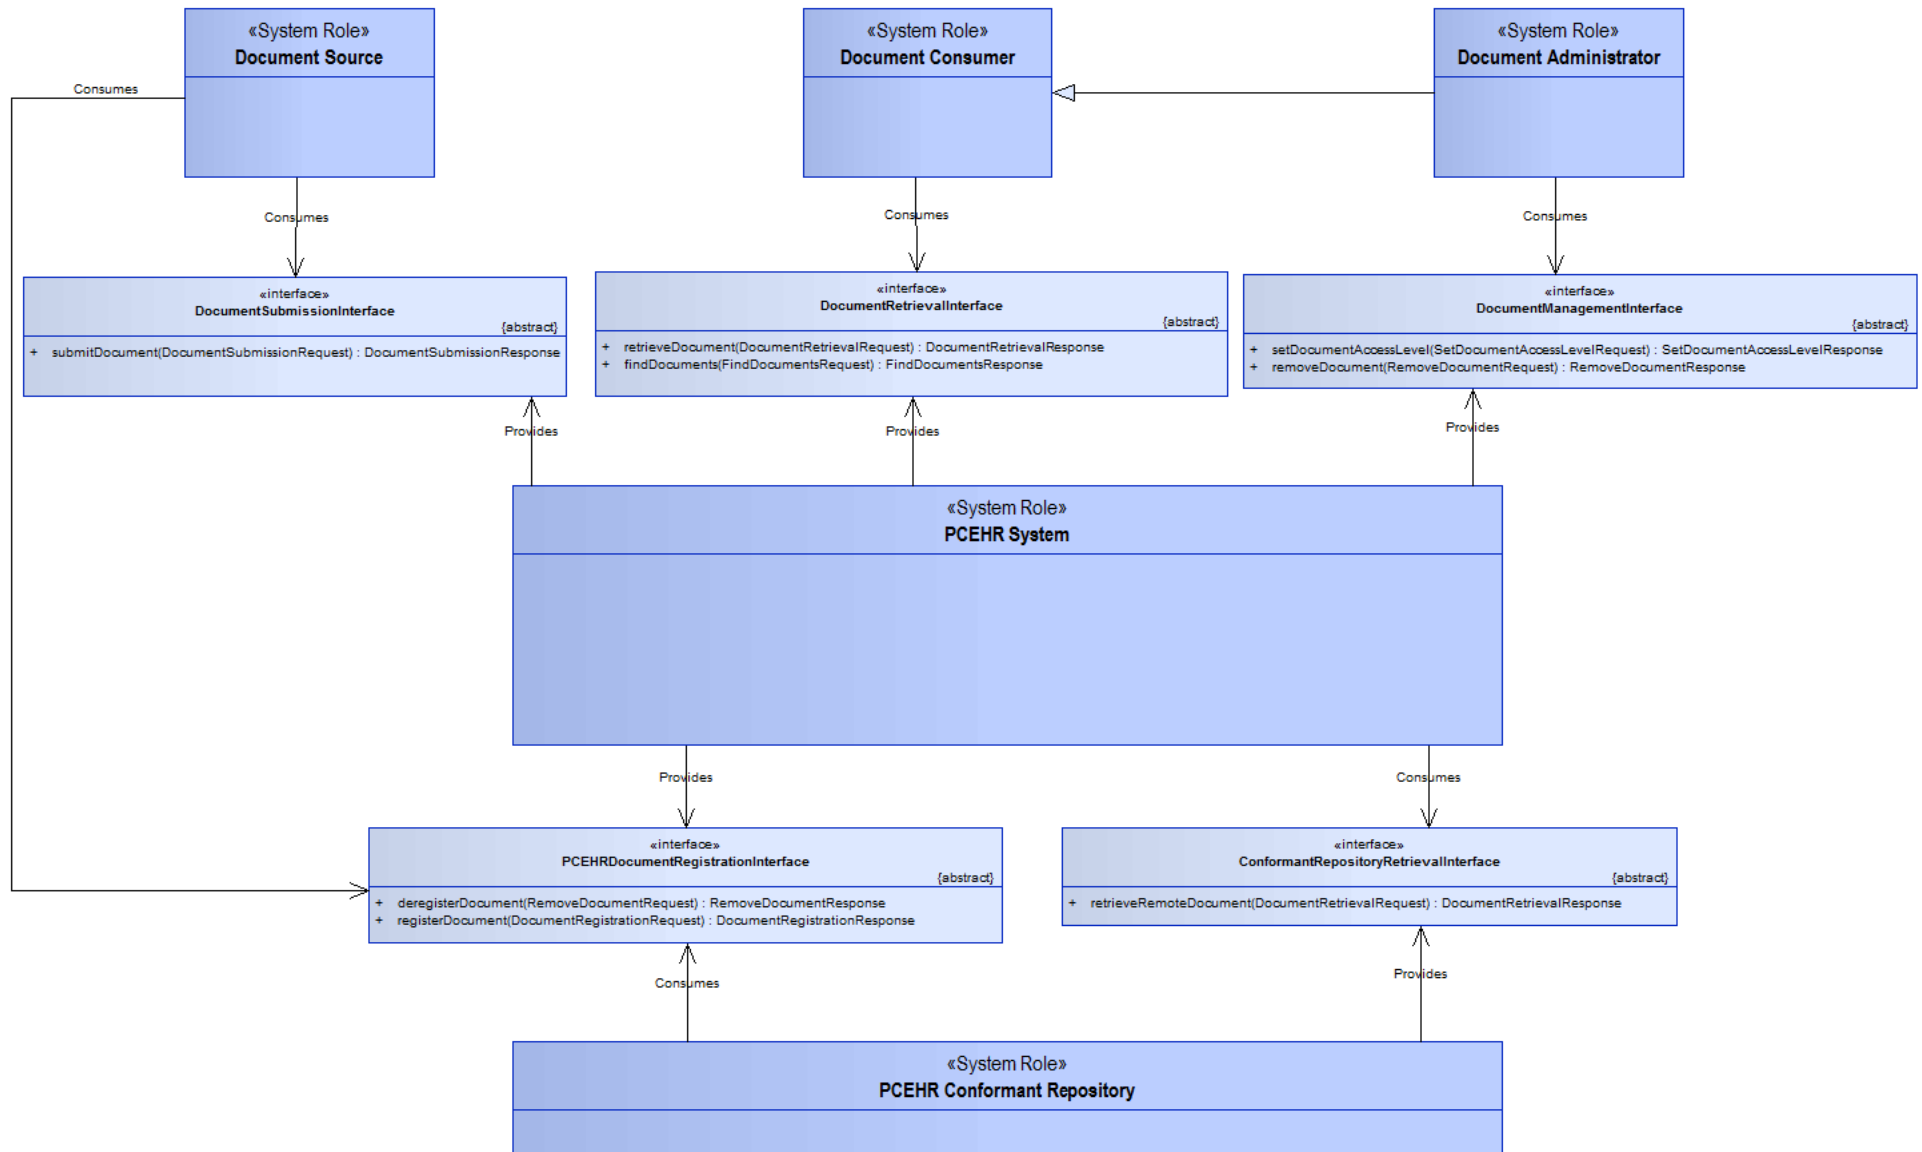 «System Role»
Document Source
«System Role»
Document Consumer
«System Role»
Document Administrator
Consumes
Consumes
Consumes
Consumes
«interface»
DocumentSubmissionInterface
{abstract}
+ submitDocument(DocumentSubmissionRequest) : DocumentSubmissionResponse
«interface»
DocumentRetrievalInterface
{abstract}
+ retrieveDocument(DocumentRetrievalRequest) : DocumentRetrievalResponse
+ findDocuments(FindDocumentsRequest) : FindDocumentsResponse
«interface»
DocumentManagementInterface
{abstract}
+ setDocumentAccessLevel(SetDocumentAccessLevelRequest) : SetDocumentAccessLevelResponse
+ removeDocument(RemoveDocumentRequest) : RemoveDocumentResponse
Provides
Provides
Provides
«System Role»
PCEHR System
Provides
Consumes
«interface»
PCEHRDocumentRegistrationInterface
{abstract}
+ deregisterDocument(RemoveDocumentRequest) : RemoveDocumentResponse
+ registerDocument(DocumentRegistrationRequest) : DocumentRegistrationResponse
«interface»
ConformantRepositoryRetrievalInterface
{abstract}
+ retrieveRemoteDocument(DocumentRetrievalRequest) : DocumentRetrievalResponse
Consumes
Provides
«System Role»
PCEHR Conformant Repository